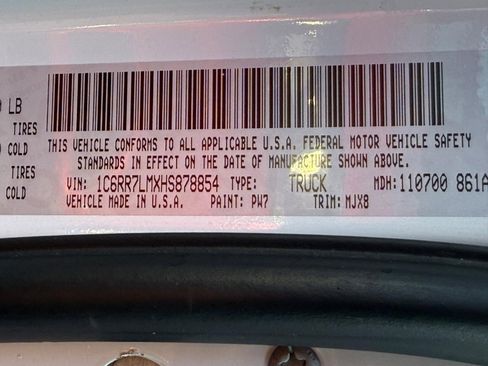 LB
TIRES
COLD
TIRES
COLD
THIS VEHICLE CONFORMS TO ALL APPLICABLE U.S.A. FEDERAL MOTOR VEHICLE SAFETY
STANDARDS IN EFFECT ON THE DATE OF MANUFACTURE SHOWN ABOVE.
VIN: 1C6RR7LMXHS878854 TYPE: TRUCK MDH:110700 861A
VEHICLE MADE IN U.S.A. PAINT: PW7 TRIM: MJX8